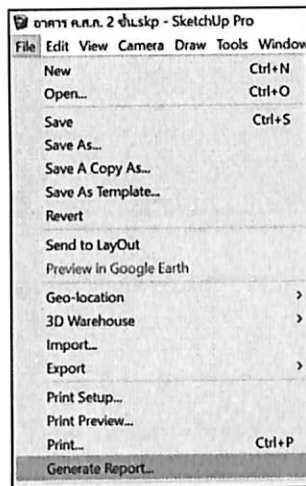 อาคาร ค.ส.ล. 2 ชั้น.skp - SketchUp Pro
File Edit View Camera Draw Tools Window
New Ctrl+N
Open... Ctrl+O
Save Ctrl+S
Save As...
Save A Copy As...
Save As Template...
Revert
Send to LayOut
Preview in Google Earth
Geo-location >
3D Warehouse >
Import...
Export >
Print Setup...
Print Preview...
Print... Ctrl+P
Generate Report...